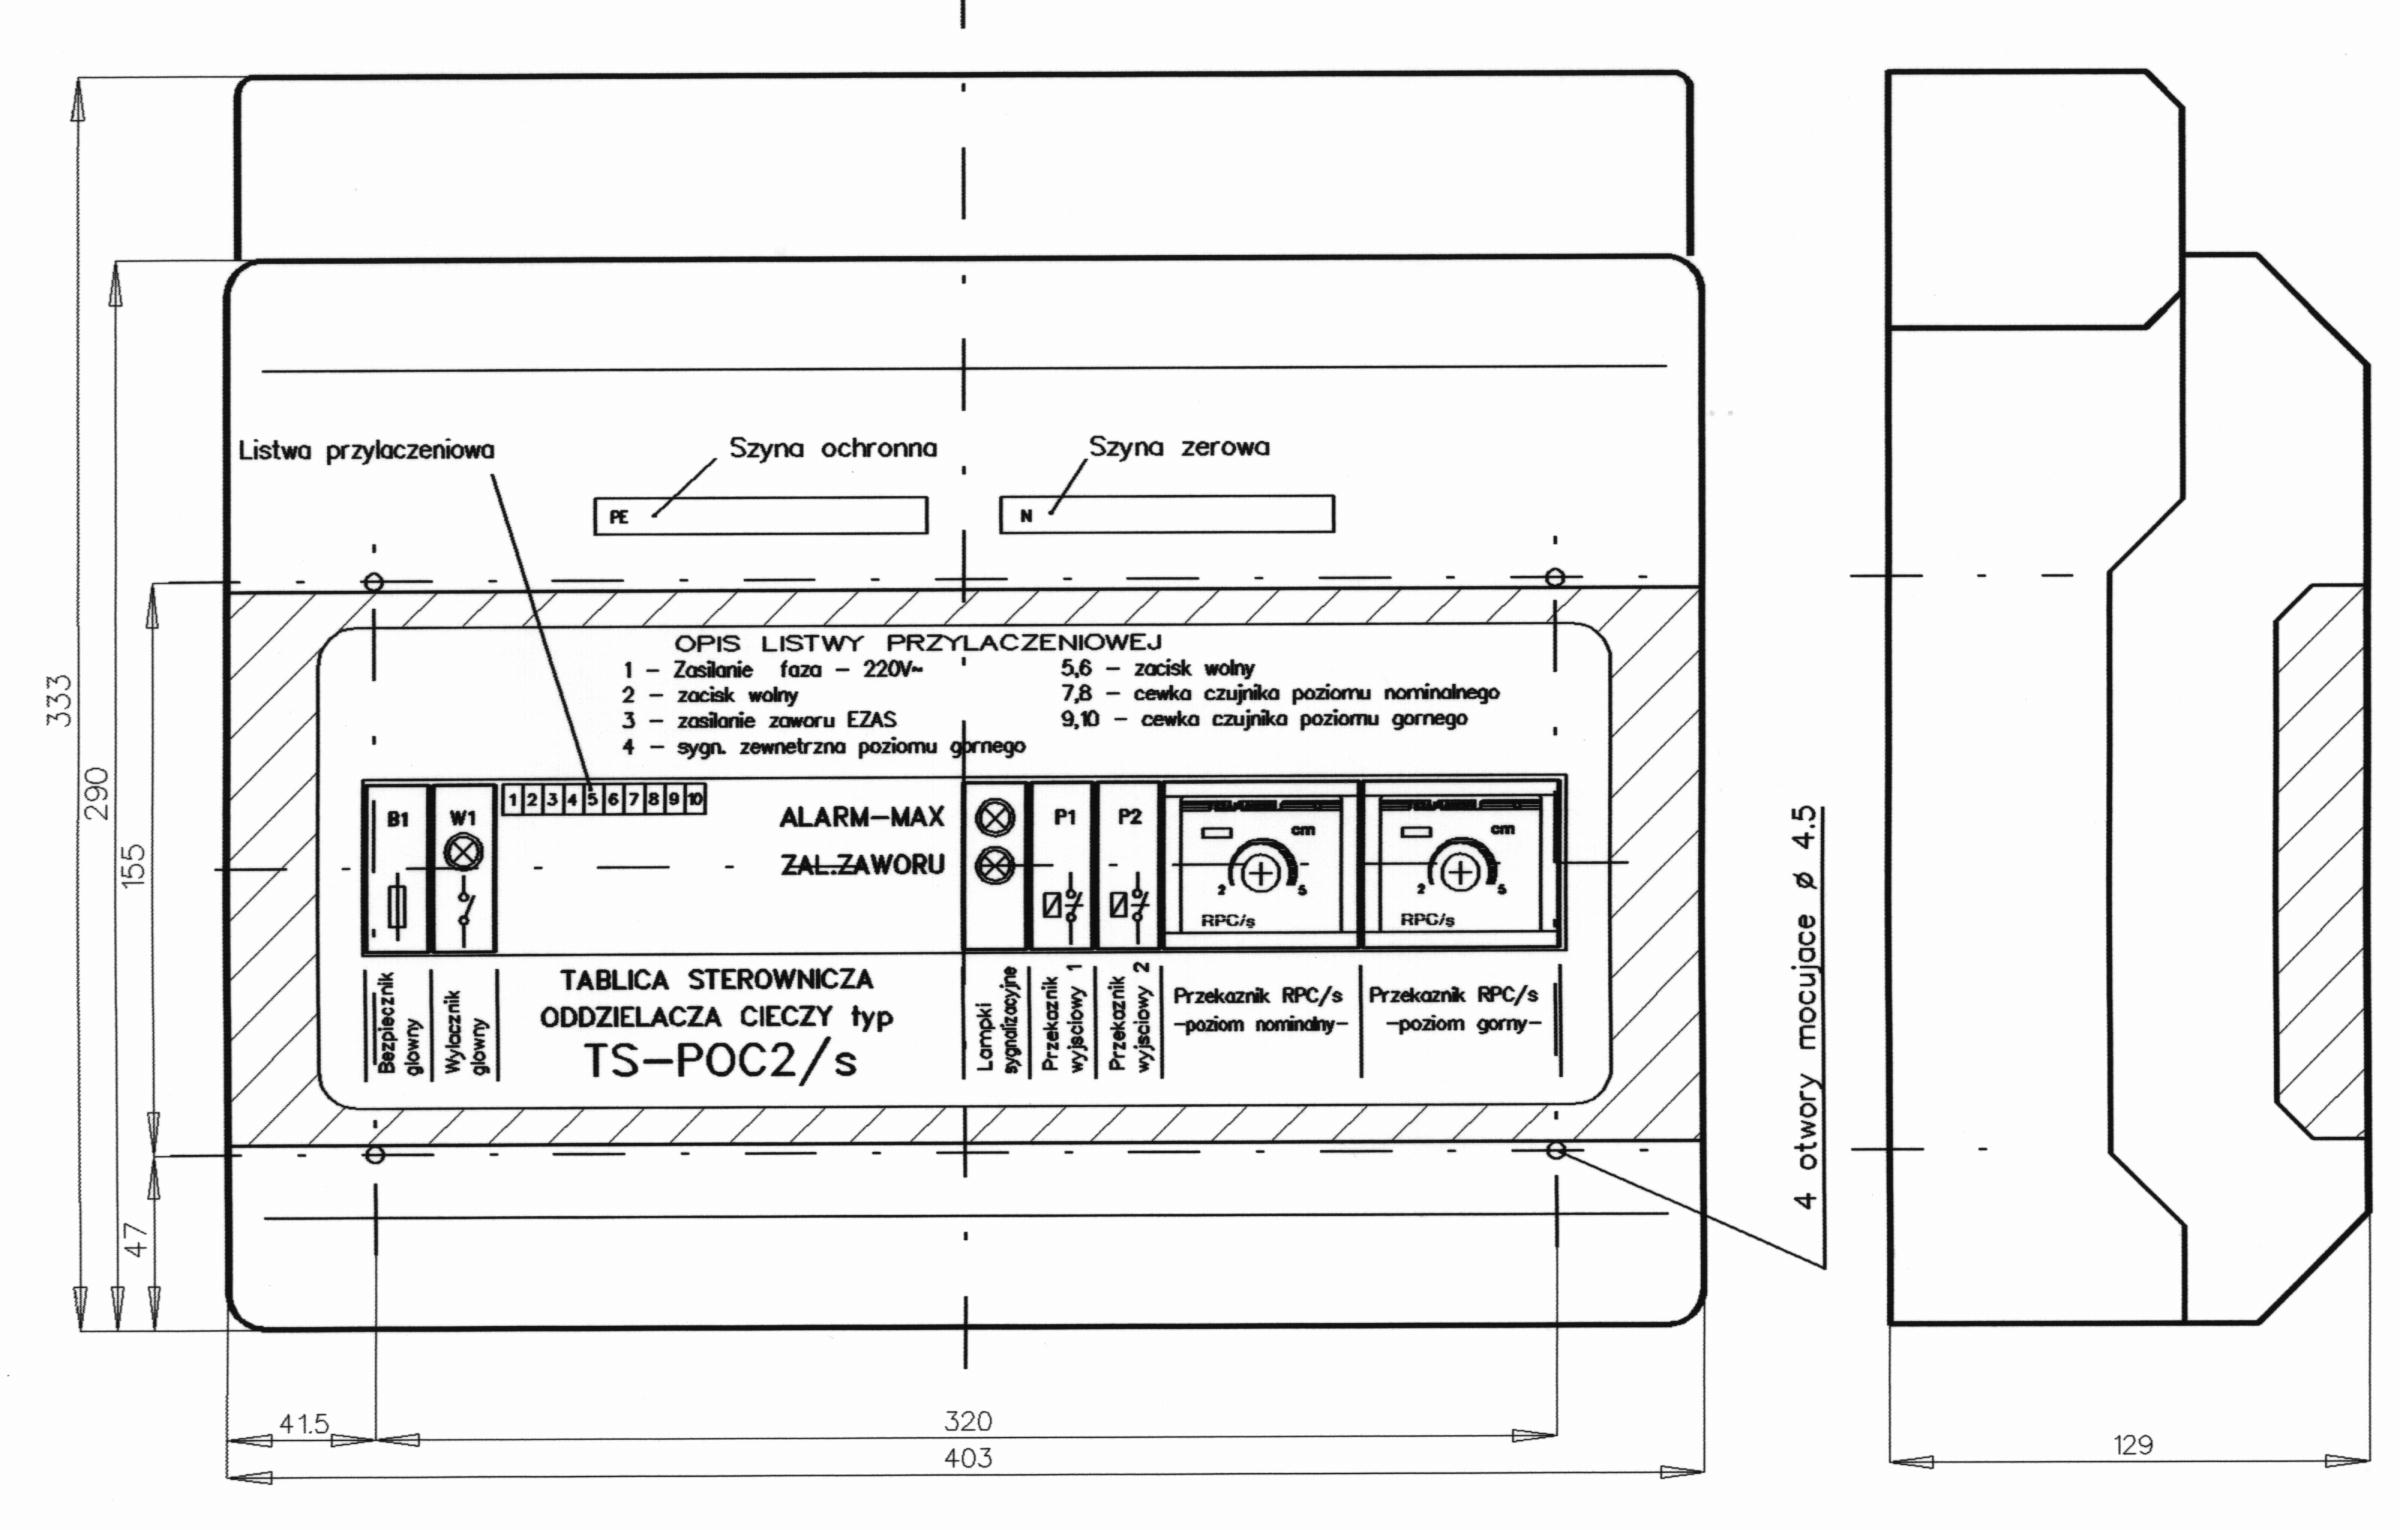 Listwa przylaczeniowa
Szyna ochronna
Szyna zerowa
PE
N
OPIS LISTWY PRZYLACZENIOWEJ
1 – Zasilanie faza – 220V~
2 – zacisk wolny
3 – zasilanie zaworu EZAS
4 – sygn. zewnetrzna poziomu gornego
5,6 – zacisk wolny
7,8 – cewka czujnika poziomu nominalnego
9,10 – cewka czujnika poziomu gornego
B1
W1
1 2 3 4 5 6 7 8 9 10
ALARM–MAX
ZAL.ZAWORU
P1
P2
cm
2
5
RPC/s
cm
2
5
RPC/s
Bezpiecznik
glowny
Wylacznik
glowny
TABLICA STEROWNICZA
ODDZIELACZA CIECZY typ
TS–POC2/s
Lampki
sygnalizacyjne
Przekaznik
wyjsciowy 1
Przekaznik
wyjsciowy 2
Przekaznik RPC/s
–poziom nominalny–
Przekaznik RPC/s
–poziom gorny–
4 otwory mocujace ø 4.5
333
290
155
47
41.5
320
403
129